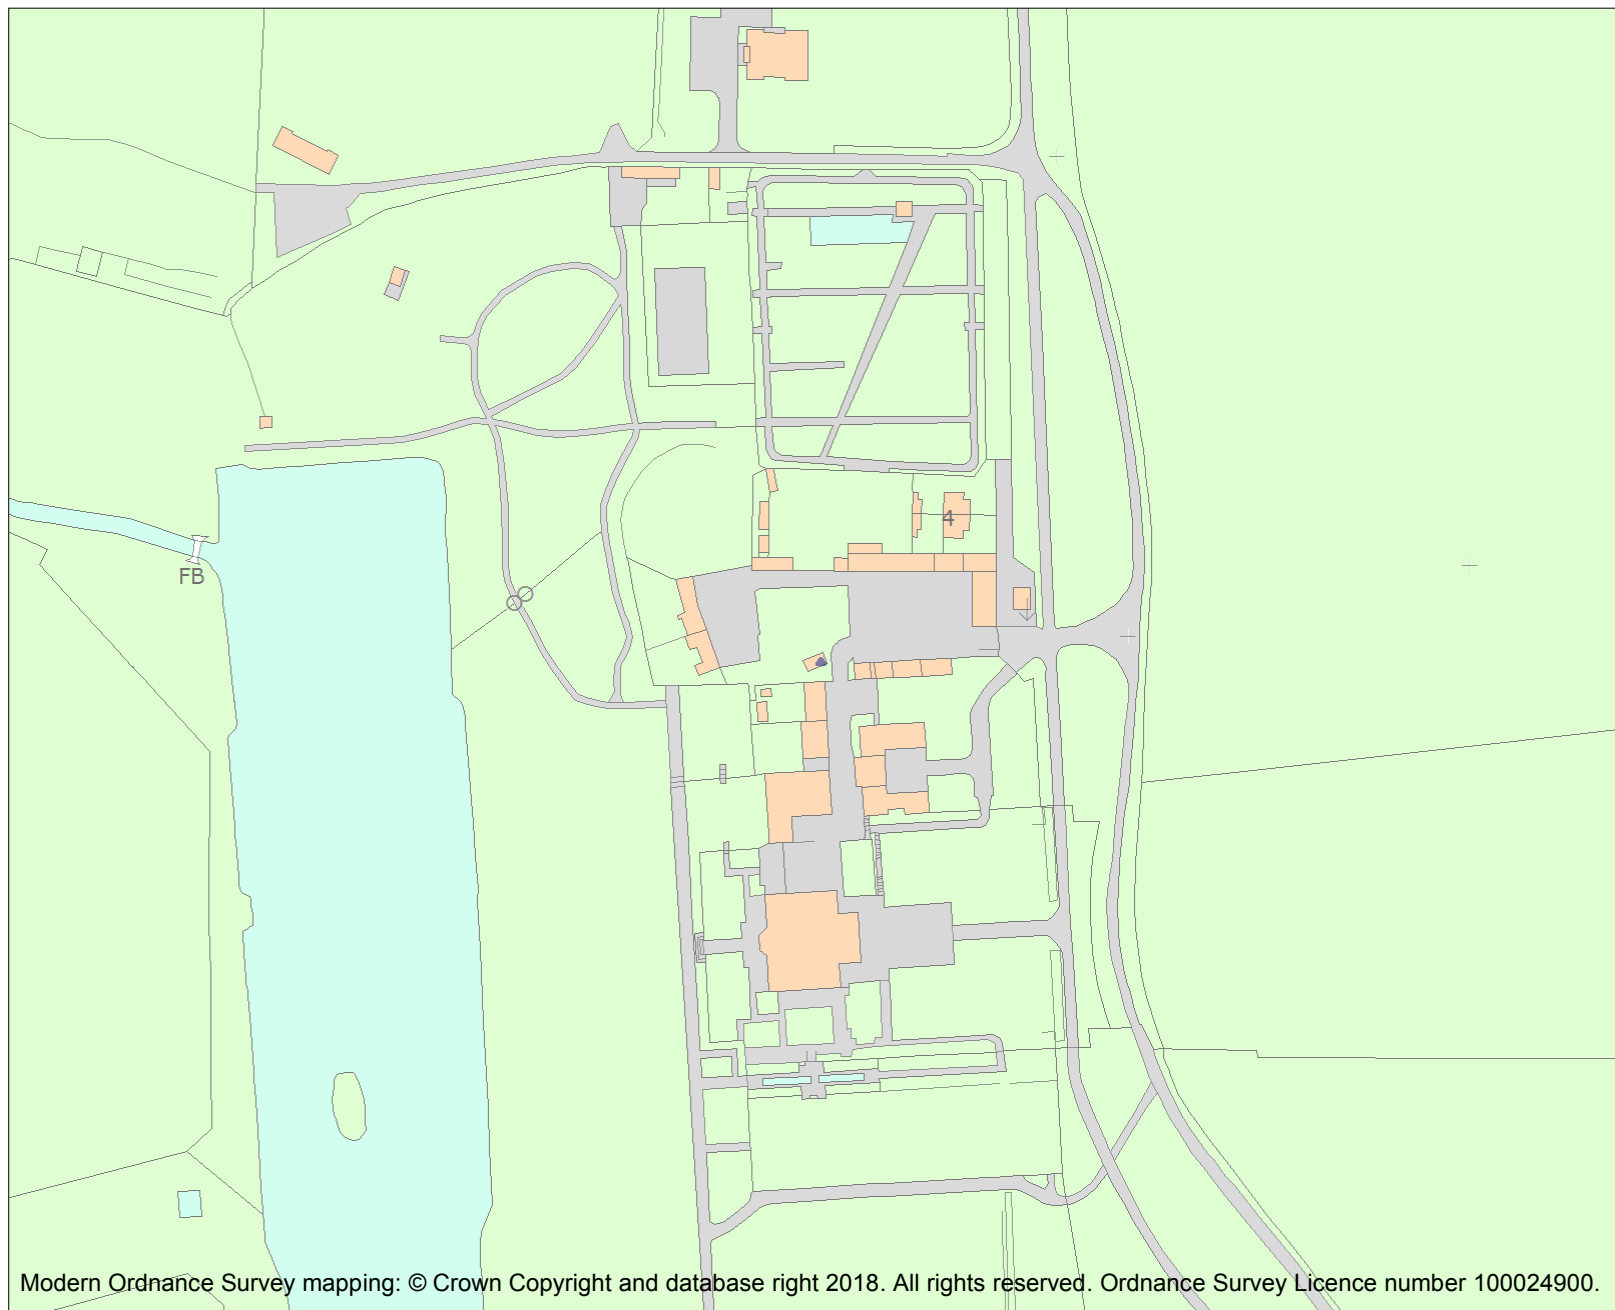 4
FB
Modern Ordnance Survey mapping: © Crown Copyright and database right 2018. All rights reserved. Ordnance Survey Licence number 100024900.